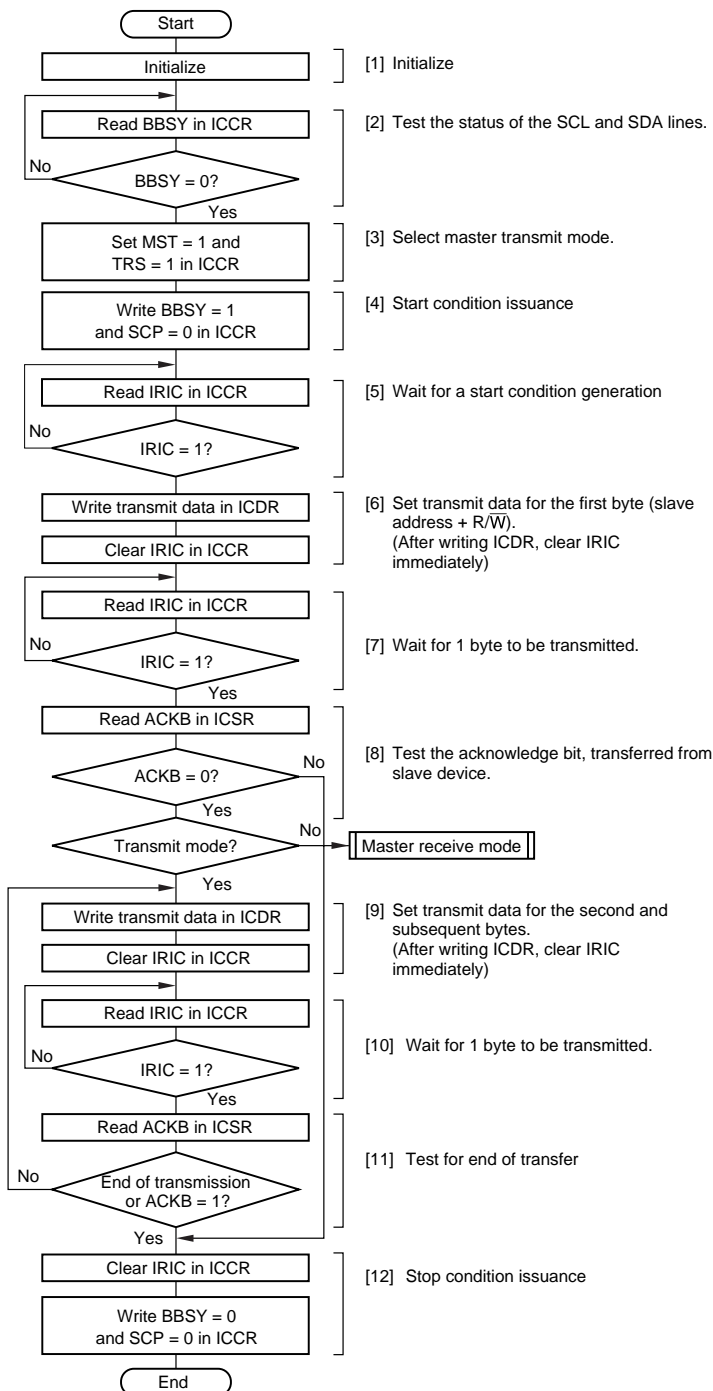 Start
Initialize
[1] Initialize
Read BBSY in ICCR
[2] Test the status of the SCL and SDA lines.
No
BBSY = 0?
Yes
Set MST = 1 and
TRS = 1 in ICCR
[3] Select master transmit mode.
Write BBSY = 1
and SCP = 0 in ICCR
[4] Start condition issuance
Read IRIC in ICCR
[5] Wait for a start condition generation
No
IRIC = 1?
Yes
Write transmit data in ICDR
Clear IRIC in ICCR
[6] Set transmit data for the first byte (slave
address + R/W̅).
(After writing ICDR, clear IRIC
immediately)
Read IRIC in ICCR
[7] Wait for 1 byte to be transmitted.
No
IRIC = 1?
Yes
Read ACKB in ICSR
[8] Test the acknowledge bit, transferred from
slave device.
No
ACKB = 0?
Yes
No
Transmit mode?
Master receive mode
Yes
Write transmit data in ICDR
Clear IRIC in ICCR
[9] Set transmit data for the second and
subsequent bytes.
(After writing ICDR, clear IRIC
immediately)
Read IRIC in ICCR
[10] Wait for 1 byte to be transmitted.
No
IRIC = 1?
Yes
Read ACKB in ICSR
[11] Test for end of transfer
No
End of transmission
or ACKB = 1?
Yes
Clear IRIC in ICCR
[12] Stop condition issuance
Write BBSY = 0
and SCP = 0 in ICCR
End